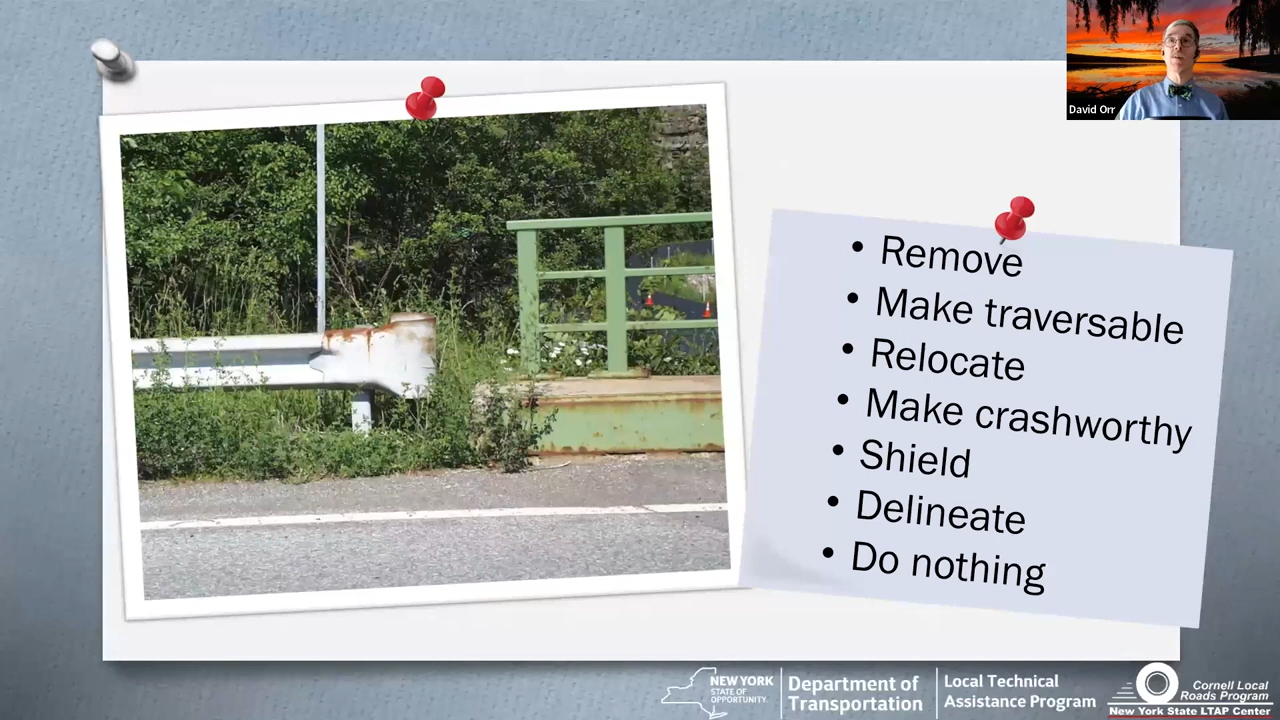 David Orr
• Remove
• Make traversable
• Relocate
• Make crashworthy
• Shield
• Delineate
• Do nothing
NEW YORK
STATE OF
OPPORTUNITY.
Department of
Transportation
Local Technical
Assistance Program
Cornell Local
Roads Program
New York State LTAP Center